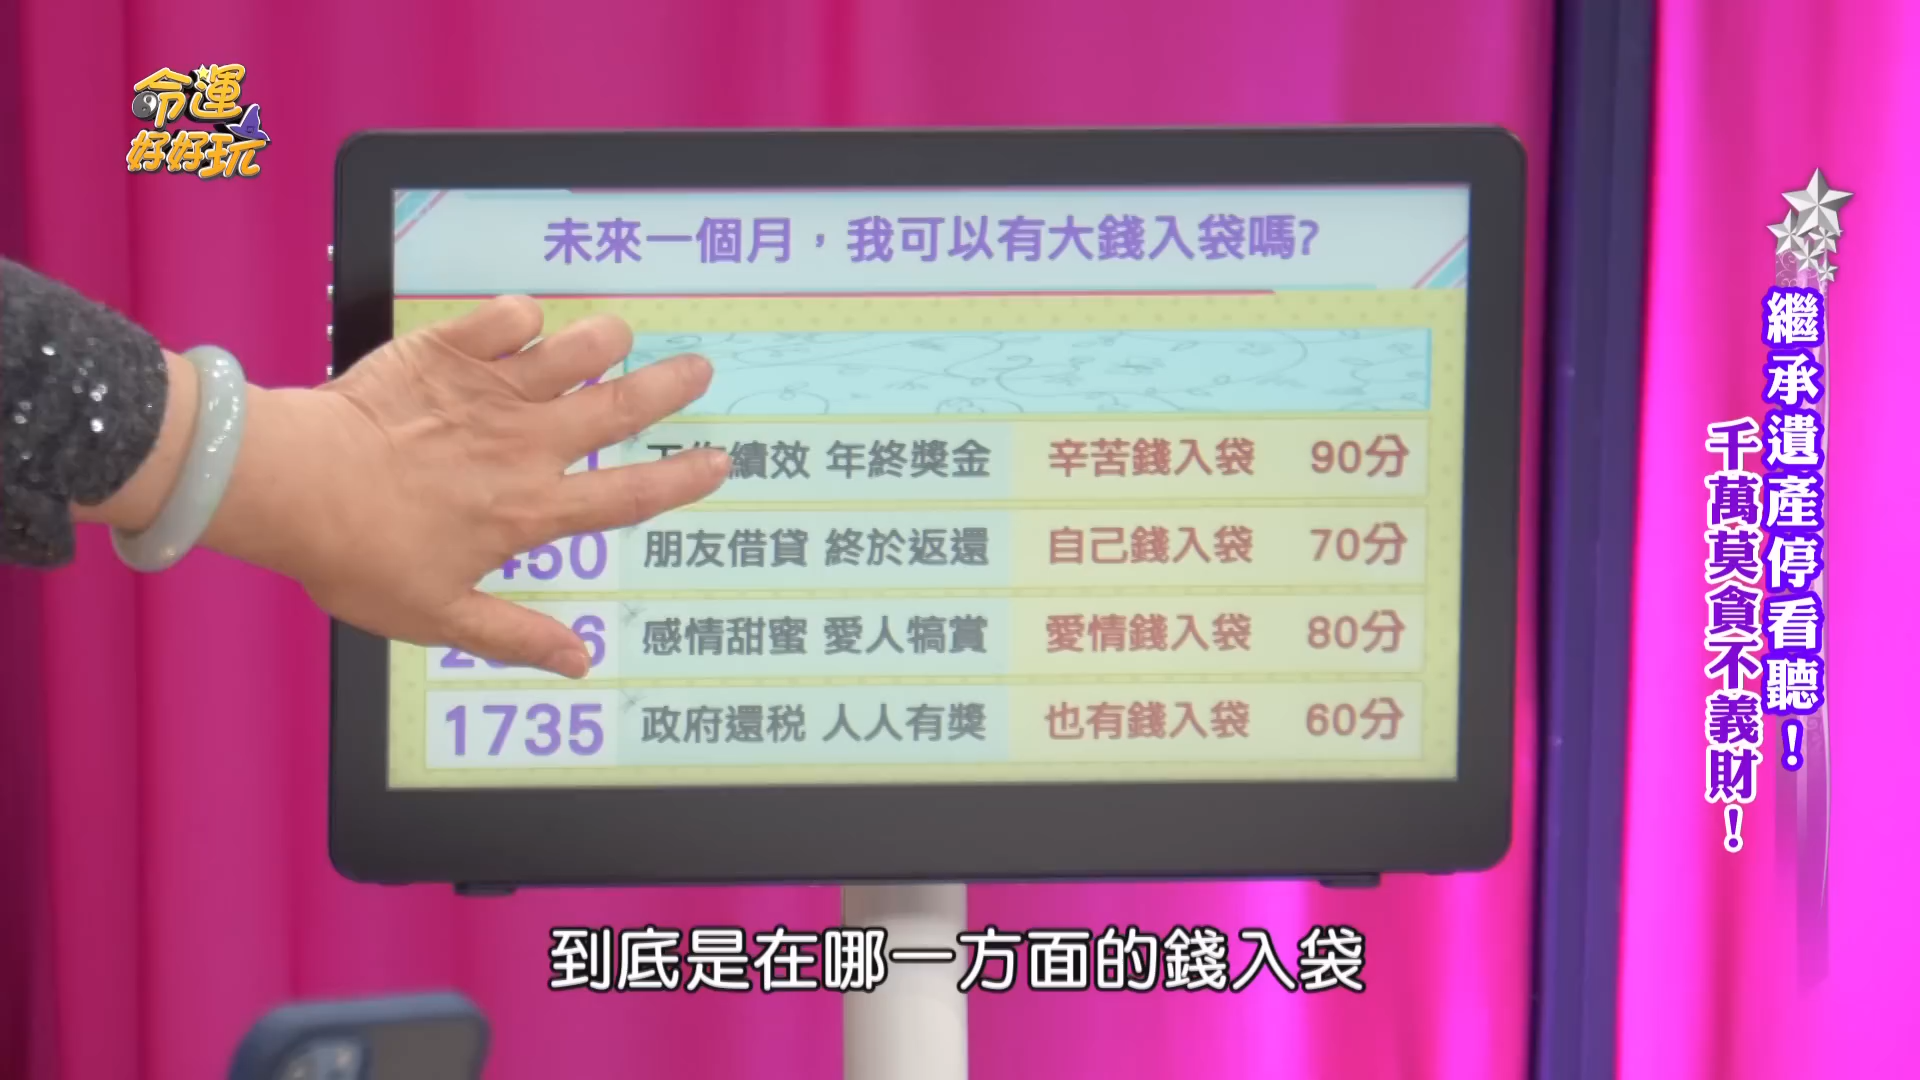 命運
好好玩
未來一個月，我可以有大錢入袋嗎?
績效 年終獎金 辛苦錢入袋 90分
450 朋友借貸 終於返還 自己錢入袋 70分
感情甜蜜 愛人犒賞 愛情錢入袋 80分
1735 政府還稅 人人有獎 也有錢入袋 60分
繼承遺產停看聽！
千萬莫貪不義財！
到底是在哪一方面的錢入袋